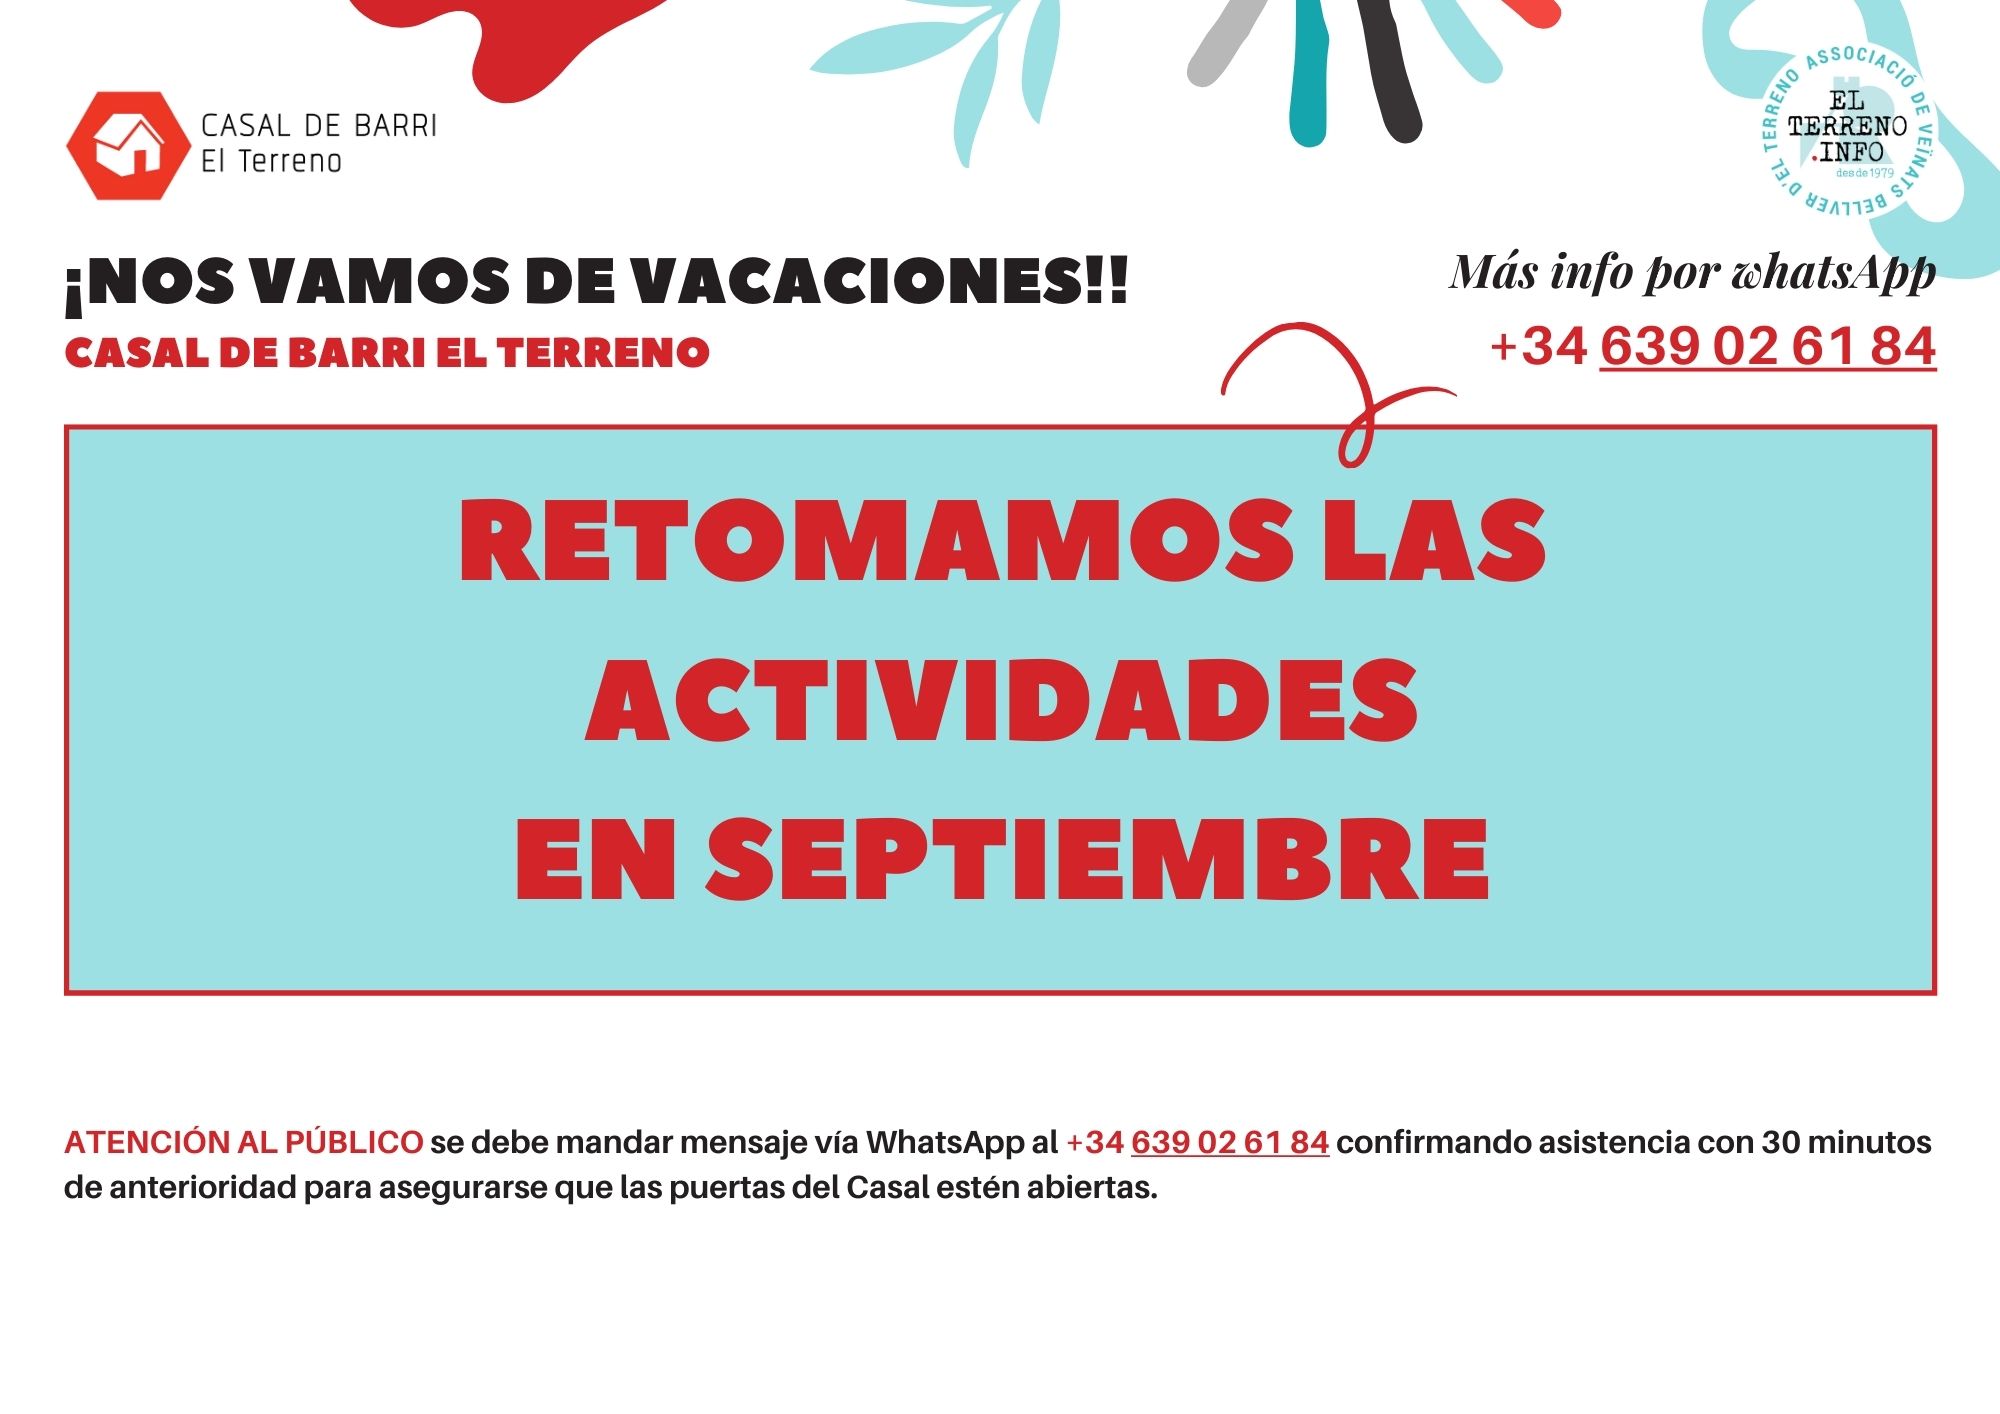 CASAL DE BARRI
El Terreno
ASSOCIACIÓ DE VEÏNATS BELLVER D'EL TERRENO
EL
TERRENO
.INFO
desde 1979
¡NOS VAMOS DE VACACIONES!!
CASAL DE BARRI EL TERRENO
Más info por whatsApp
+34 639 02 61 84
RETOMAMOS LAS
ACTIVIDADES
EN SEPTIEMBRE
ATENCIÓN AL PÚBLICO se debe mandar mensaje vía WhatsApp al +34 639 02 61 84 confirmando asistencia con 30 minutos
de anterioridad para asegurarse que las puertas del Casal estén abiertas.